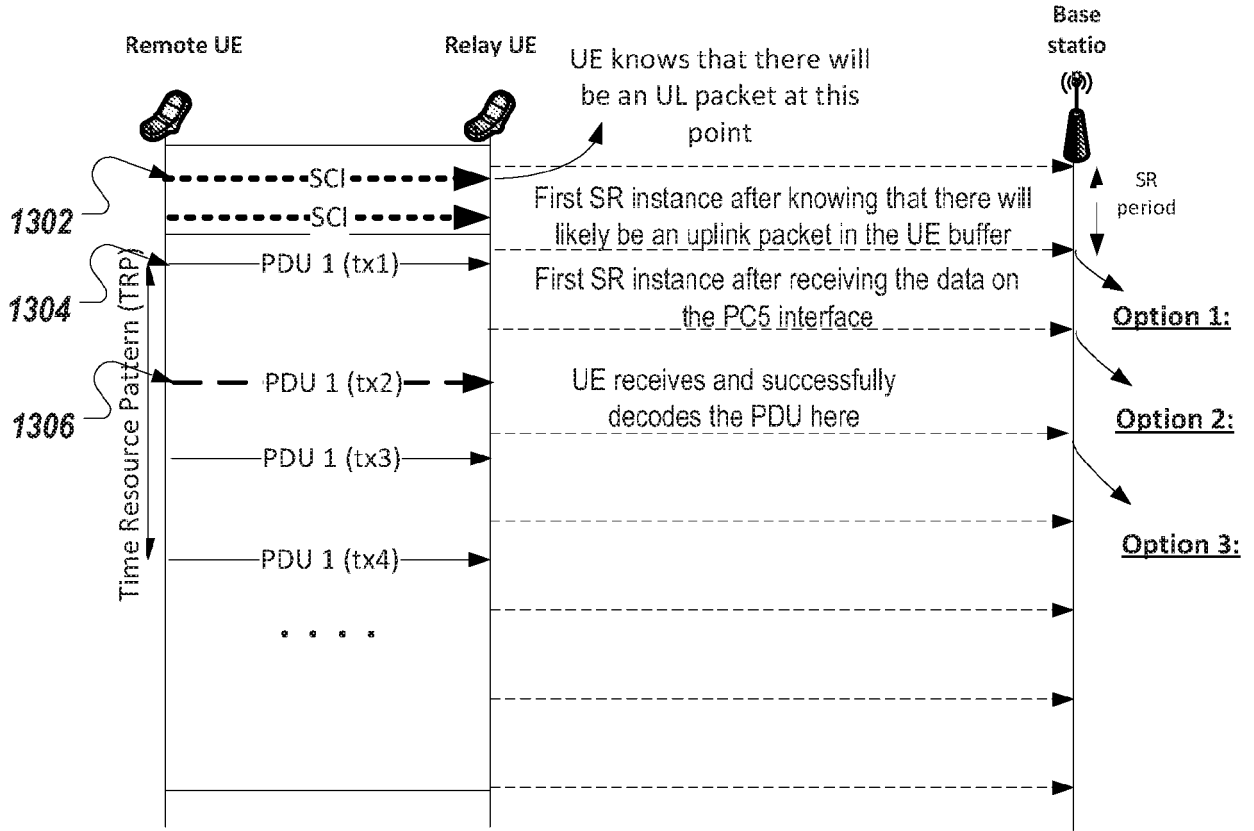 Remote UE
Relay UE
Base
statio
UE knows that there will
be an UL packet at this
point
SCI
SCI
1302
First SR instance after knowing that there will
likely be an uplink packet in the UE buffer
SR
period
PDU 1 (tx1)
1304
First SR instance after receiving the data on
the PC5 interface
Option 1:
Time Resource Pattern (TRP)
PDU 1 (tx2)
1306
UE receives and successfully
decodes the PDU here
Option 2:
PDU 1 (tx3)
Option 3:
PDU 1 (tx4)
. . . .